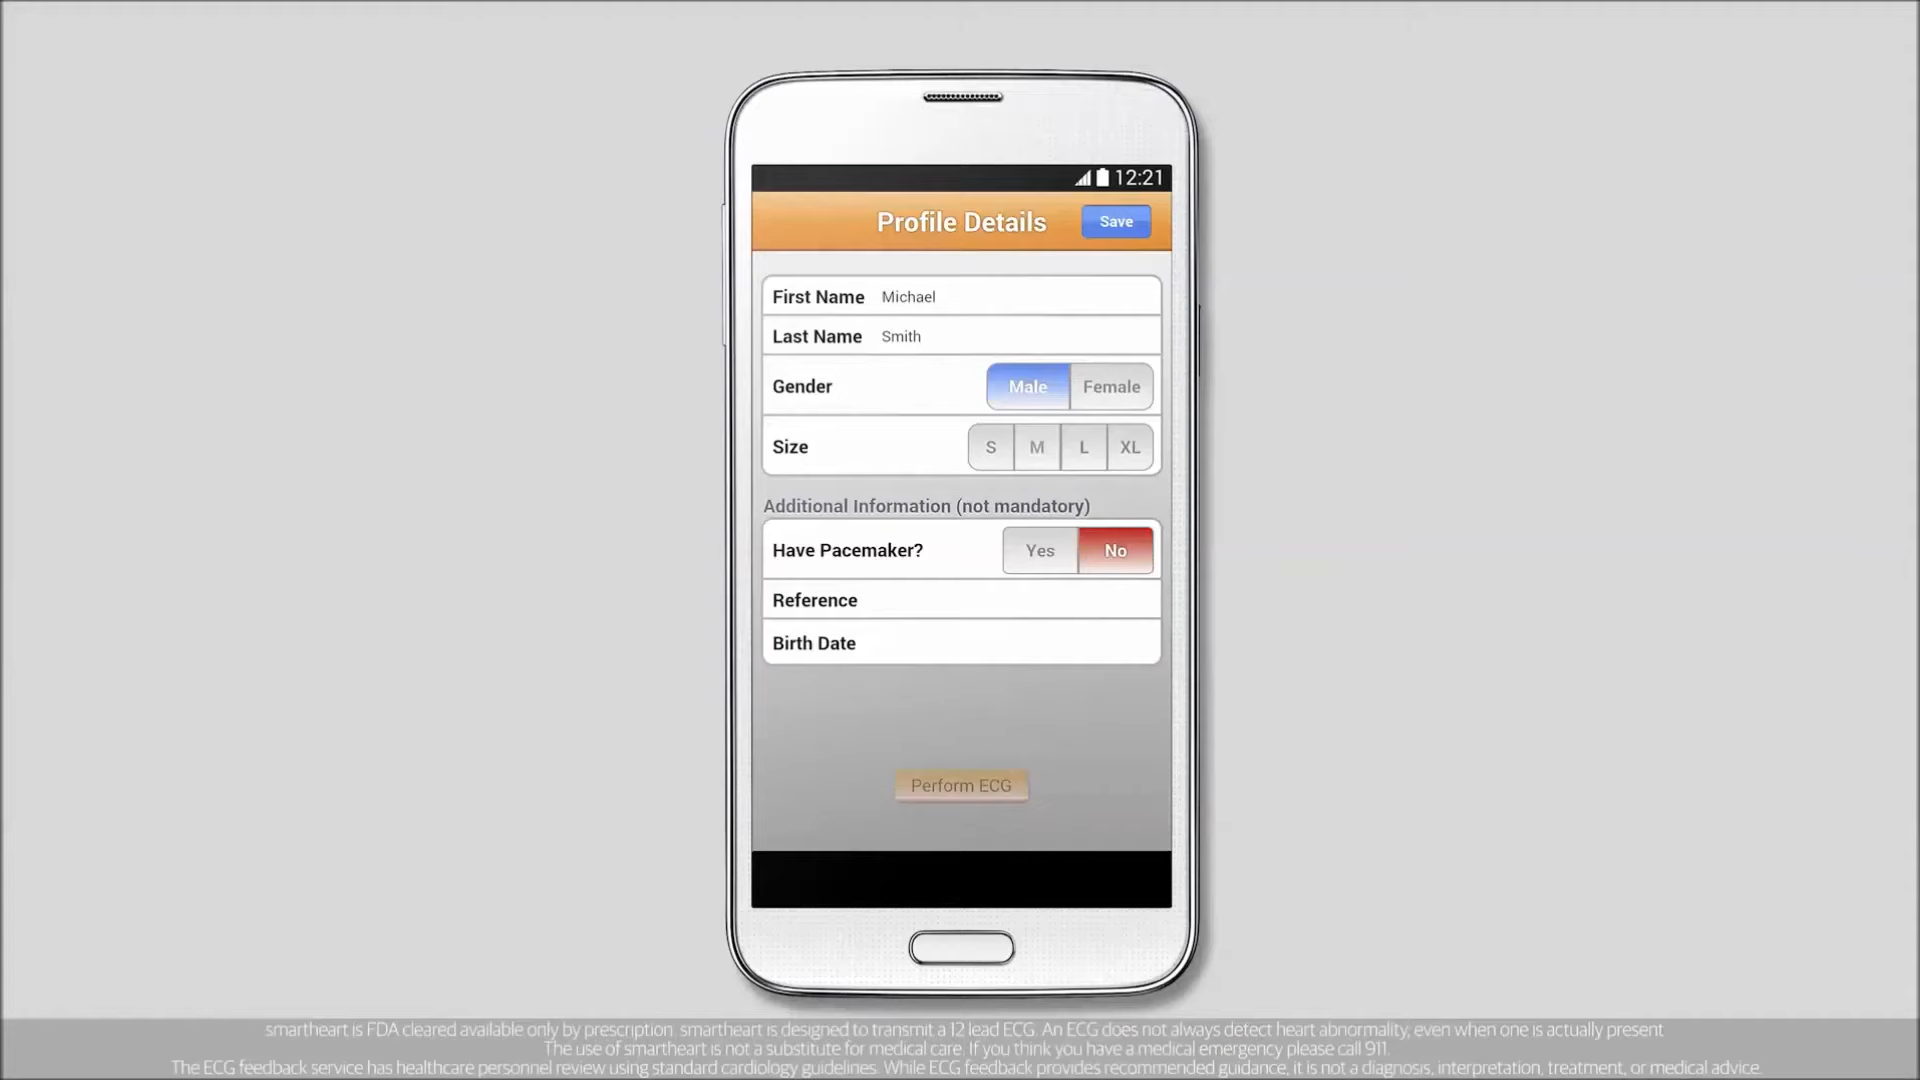 12:21
Profile Details Save
First Name Michael
Last Name Smith
Gender Male Female
Size S M L XL
Additional Information (not mandatory)
Have Pacemaker? Yes No
Reference
Birth Date
Perform ECG
smartheart is FDA cleared available only by prescription. smartheart is designed to transmit a 12 lead ECG. An ECG does not always detect heart abnormality, even when one is actually present
The use of smartheart is not a substitute for medical care. If you think you have a medical emergency please call 911.
The ECG feedback service has healthcare personnel review using standard cardiology guidelines. While ECG feedback provides recommended guidance, it is not a diagnosis, interpretation, treatment, or medical advice.